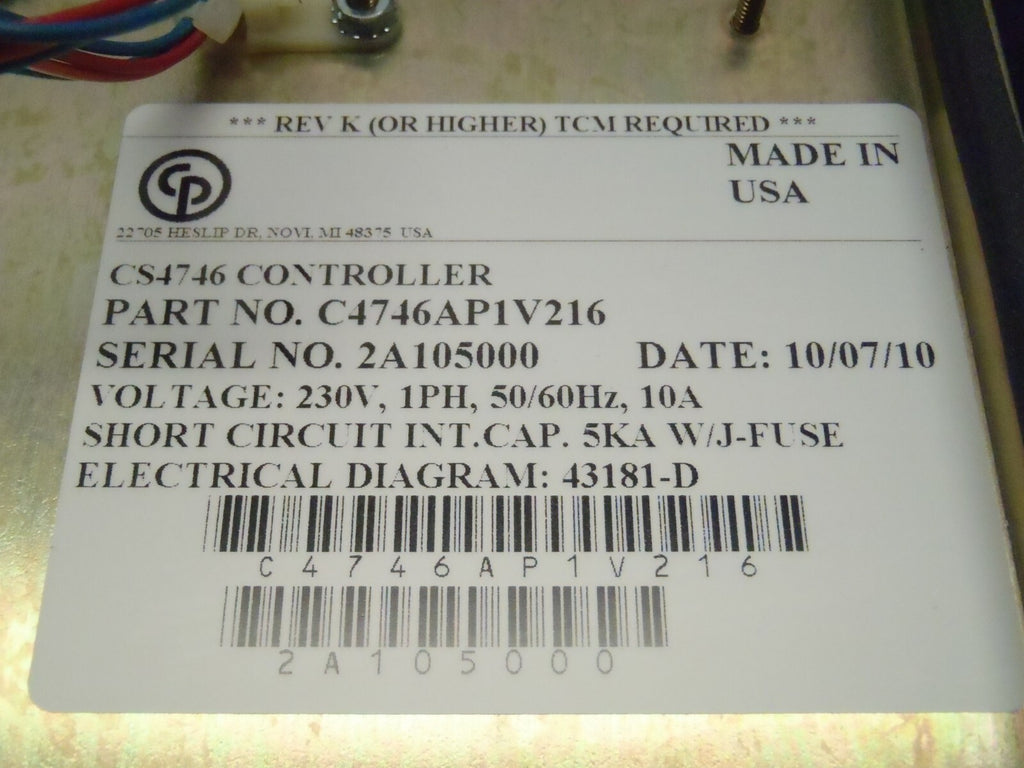 *** REV K (OR HIGHER) TCM REQUIRED ***
MADE IN
USA
CP
22705 HESLIP DR, NOVI, MI 48375 USA
CS4746 CONTROLLER
PART NO. C4746AP1V216
SERIAL NO. 2A105000 DATE: 10/07/10
VOLTAGE: 230V, 1PH, 50/60Hz, 10A
SHORT CIRCUIT INT.CAP. 5KA W/J-FUSE
ELECTRICAL DIAGRAM: 43181-D
C4746AP1V216
2A105000